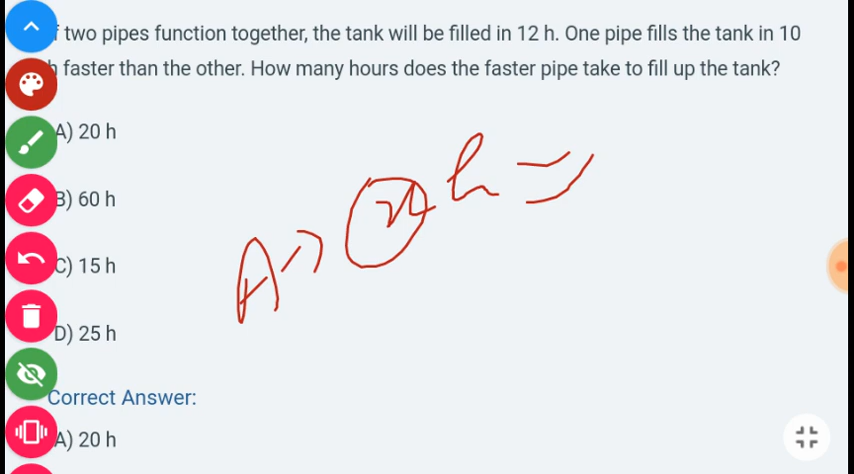 f two pipes function together, the tank will be filled in 12 h. One pipe fills the tank in 10
h faster than the other. How many hours does the faster pipe take to fill up the tank?
A) 20 h
B) 60 h
C) 15 h
D) 25 h
Correct Answer:
A) 20 h